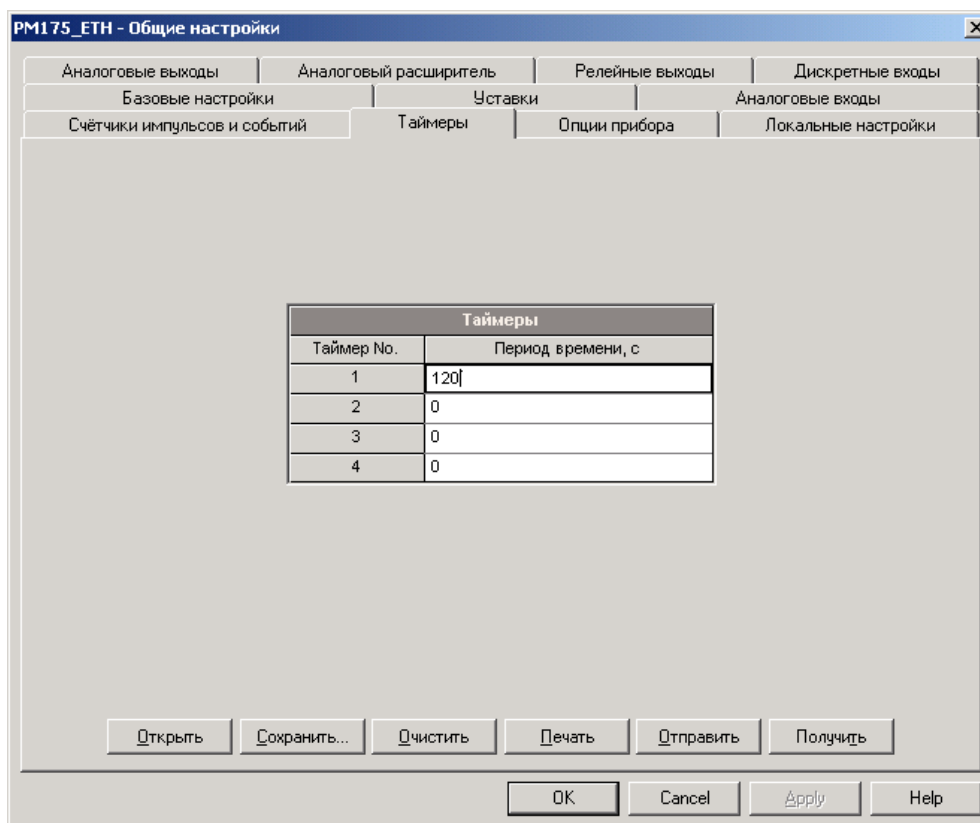 PM175_ETH - Общие настройки
Аналоговые выходы Аналоговый расширитель Релейные выходы Дискретные входы
Базовые настройки Уставки Аналоговые входы
Счётчики импульсов и событий Таймеры Опции прибора Локальные настройки
Таймеры
Таймер No. Период времени, с
1 120
2 0
3 0
4 0
Открыть Сохранить... Очистить Печать Отправить Получить
OK Cancel Apply Help